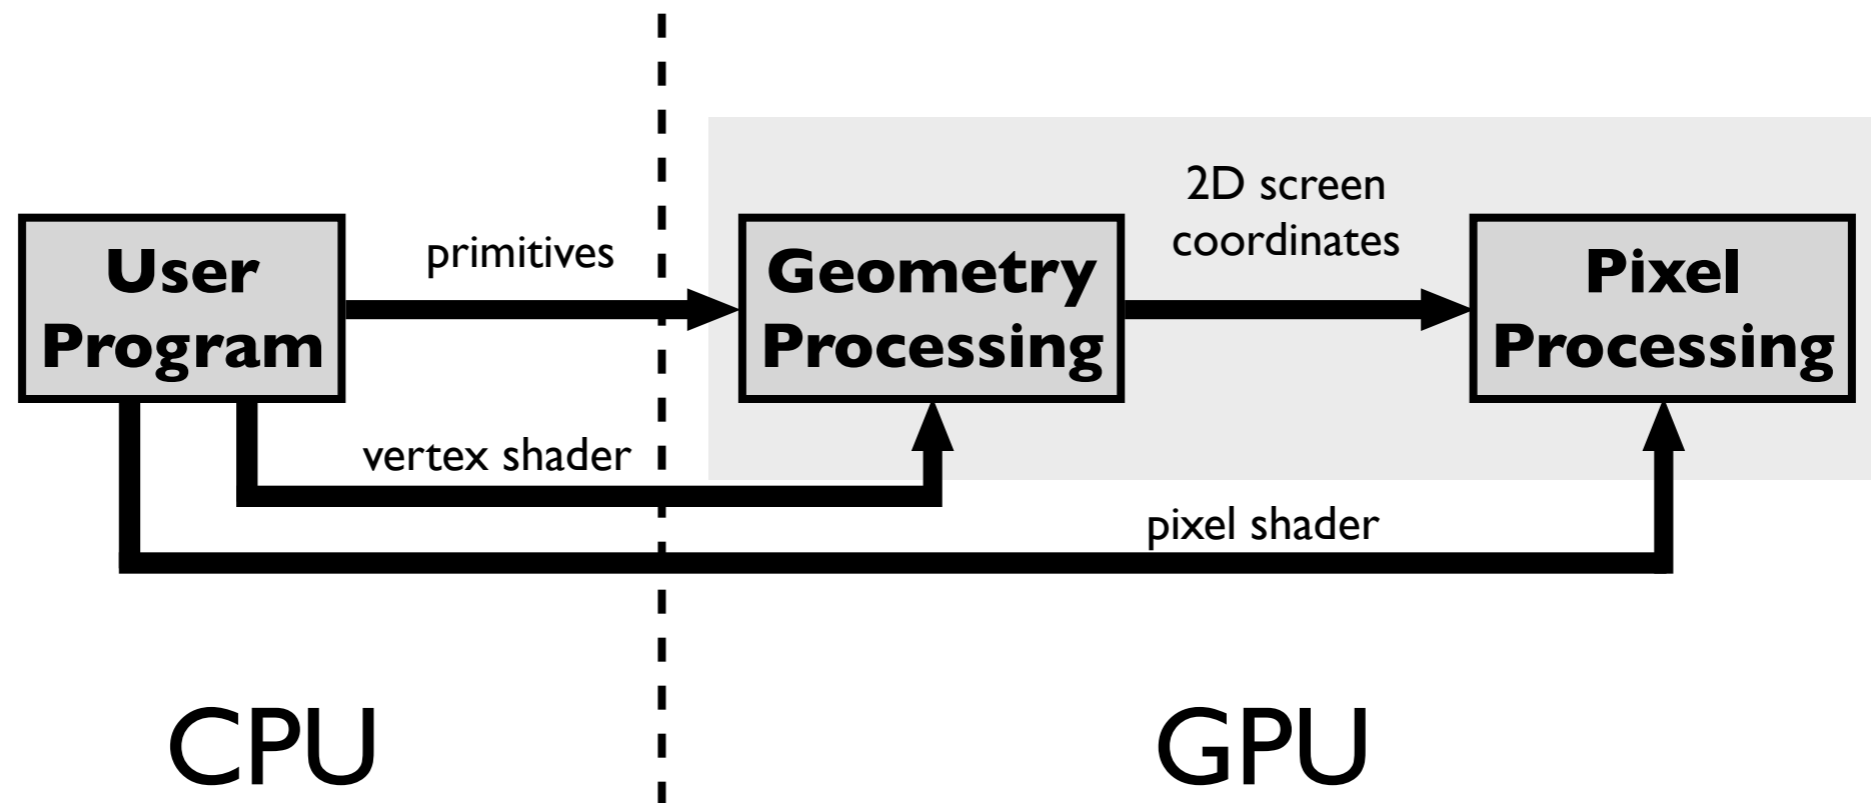 User
Program
primitives
Geometry
Processing
2D screen
coordinates
Pixel
Processing
vertex shader
pixel shader
CPU
GPU